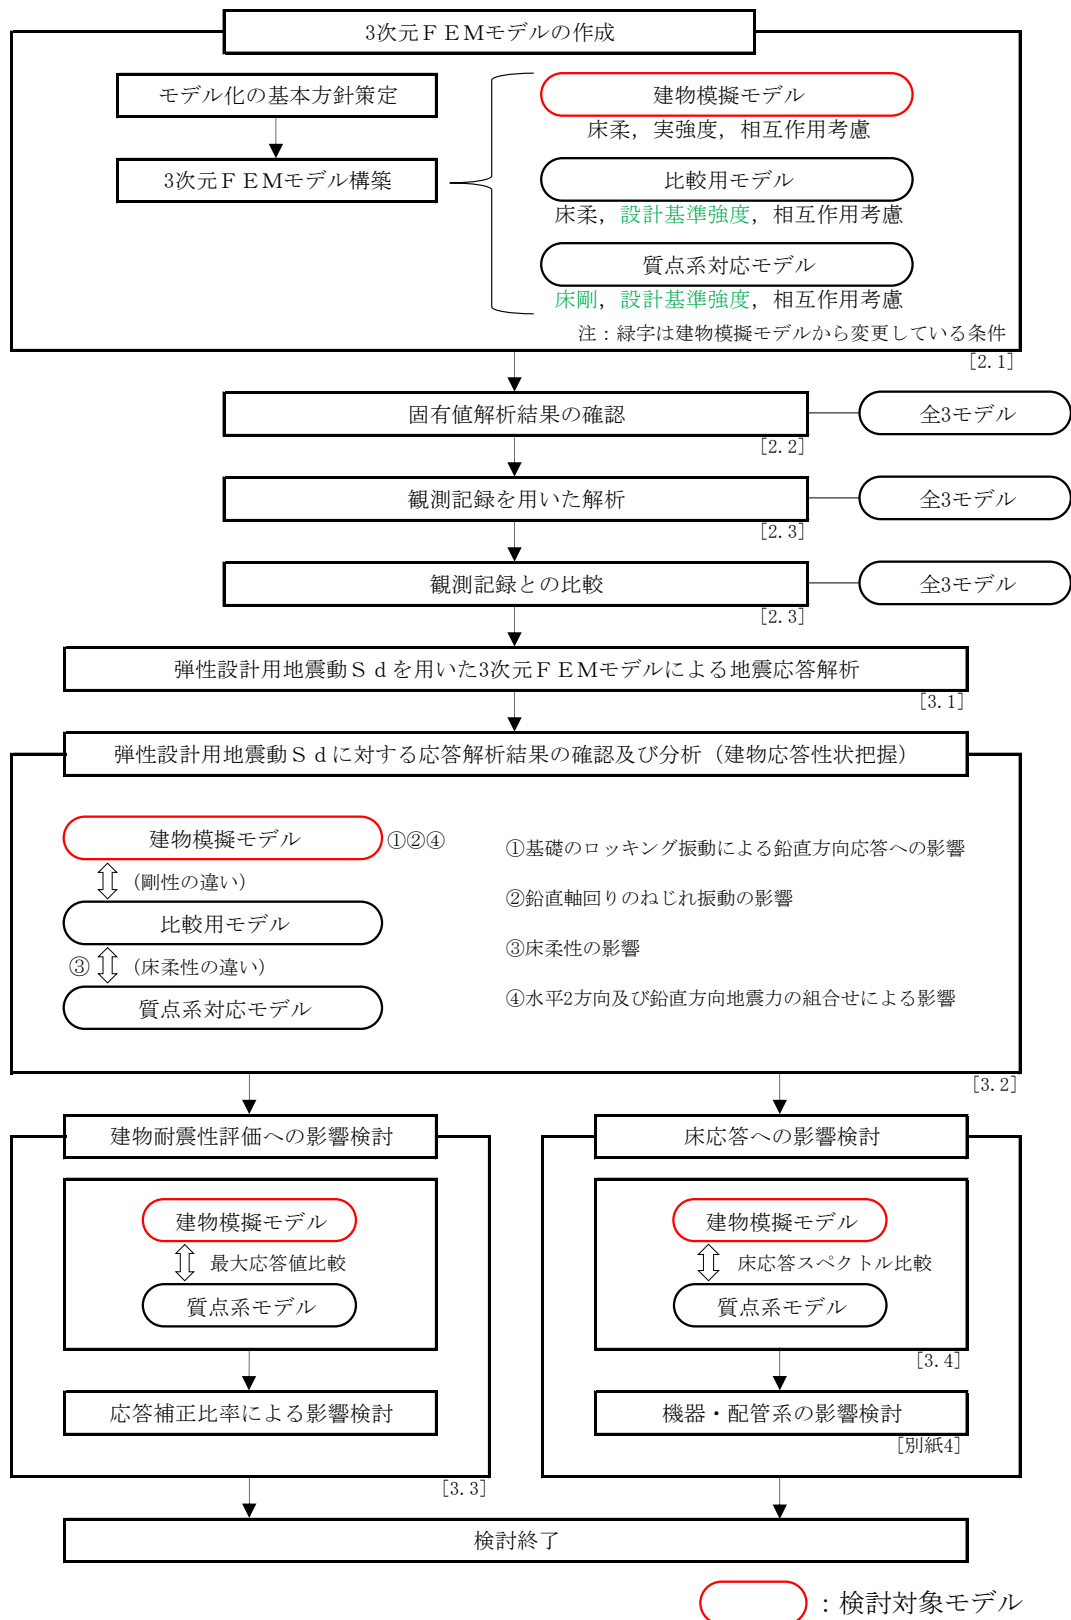 3次元ＦＥＭモデルの作成
モデル化の基本方針策定
3次元ＦＥＭモデル構築
建物模擬モデル
床柔，実強度，相互作用考慮
比較用モデル
床柔，設計基準強度，相互作用考慮
質点系対応モデル
床剛，設計基準強度，相互作用考慮
注：緑字は建物模擬モデルから変更している条件
[2.1]
固有値解析結果の確認
全3モデル
[2.2]
観測記録を用いた解析
全3モデル
[2.3]
観測記録との比較
全3モデル
[2.3]
弾性設計用地震動Ｓｄを用いた3次元ＦＥＭモデルによる地震応答解析
[3.1]
弾性設計用地震動Ｓｄに対する応答解析結果の確認及び分析（建物応答性状把握）
建物模擬モデル ①②④
(剛性の違い)
比較用モデル
③ (床柔性の違い)
質点系対応モデル
①基礎のロッキング振動による鉛直方向応答への影響
②鉛直軸回りのねじれ振動の影響
③床柔性の影響
④水平2方向及び鉛直方向地震力の組合せによる影響
[3.2]
建物耐震性評価への影響検討
建物模擬モデル
最大応答値比較
質点系モデル
応答補正比率による影響検討
[3.3]
床応答への影響検討
建物模擬モデル
床応答スペクトル比較
質点系モデル
[3.4]
機器・配管系の影響検討
[別紙4]
検討終了
：検討対象モデル